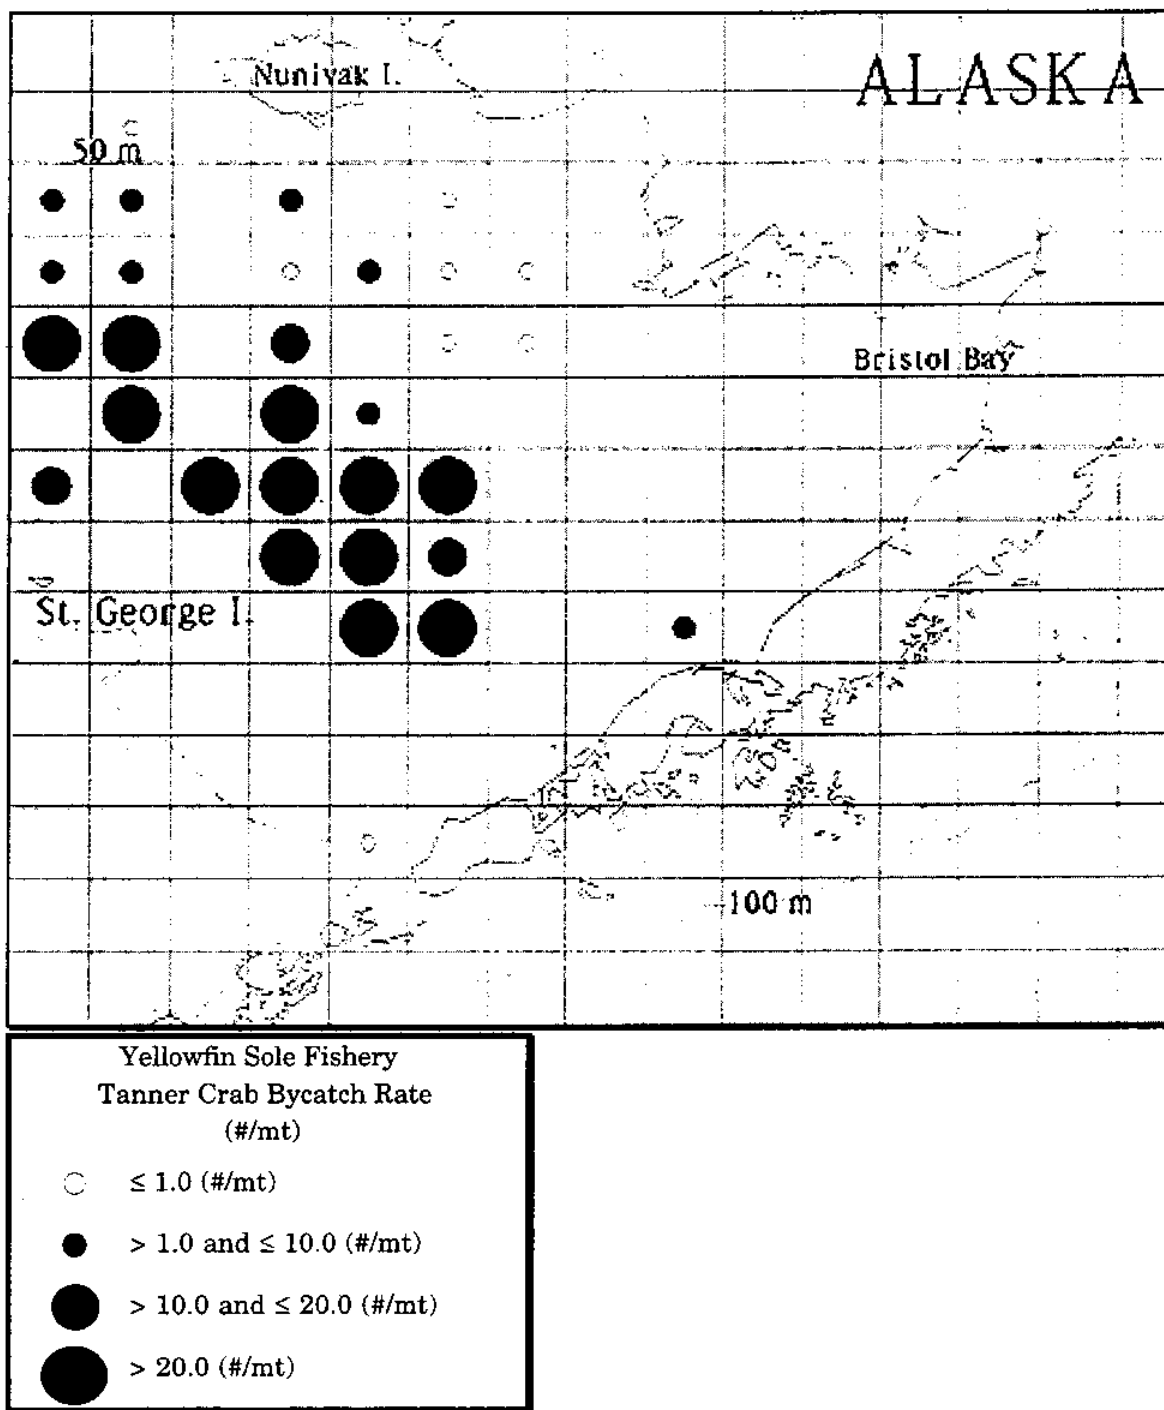 Nunivak I.
ALASKA
50 m
Bristol Bay
St. George I.
100 m
Yellowfin Sole Fishery
Tanner Crab Bycatch Rate
(#/mt)
≤ 1.0 (#/mt)
> 1.0 and ≤ 10.0 (#/mt)
> 10.0 and ≤ 20.0 (#/mt)
> 20.0 (#/mt)